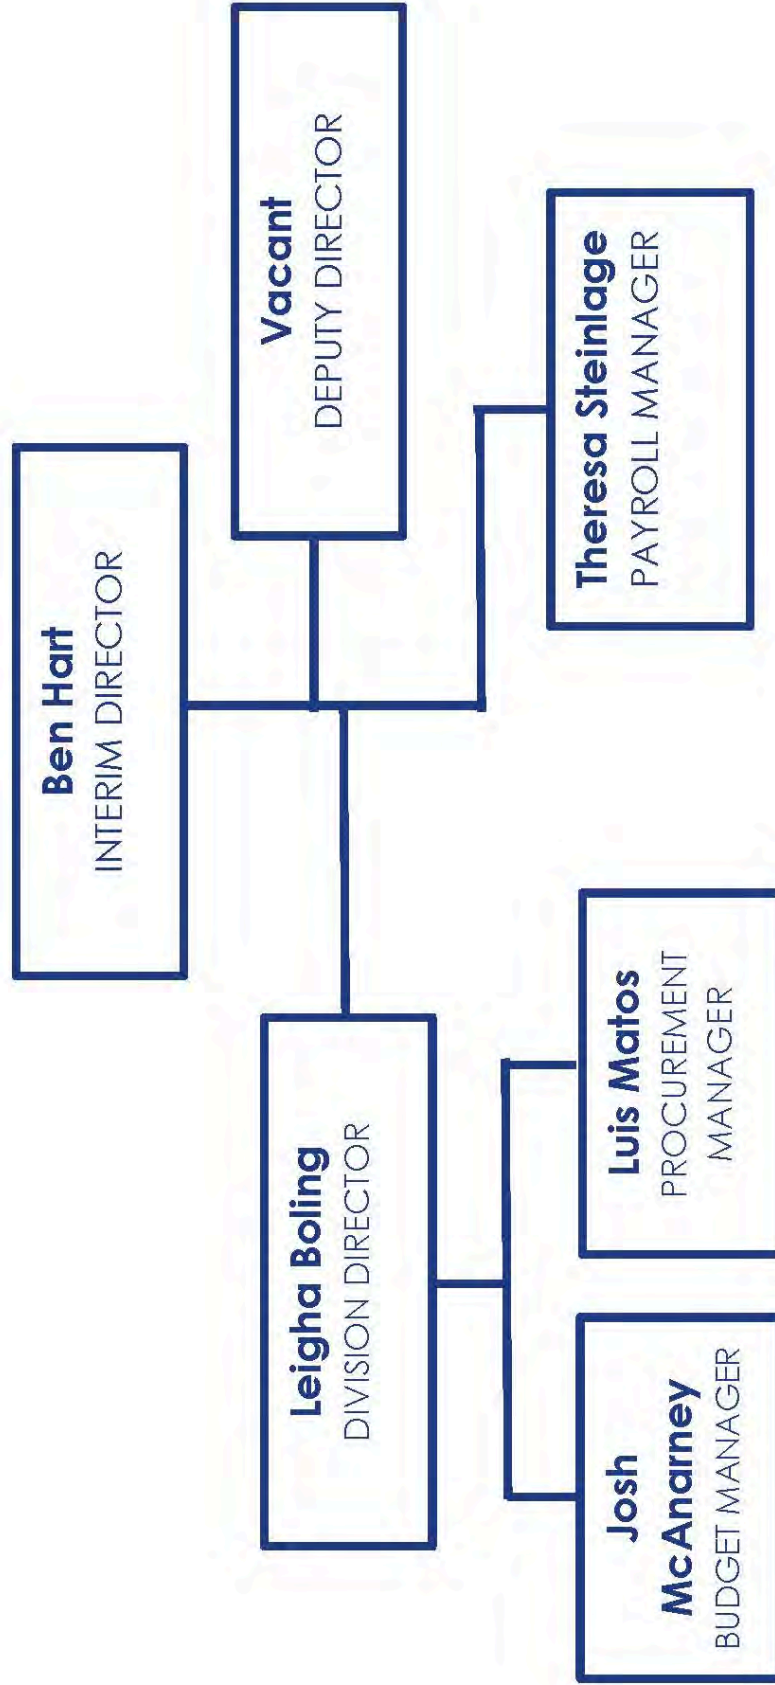 Ben Hart
INTERIM DIRECTOR
Vacant
DEPUTY DIRECTOR
Leigha Boling
DIVISION DIRECTOR
Josh
McAnarney
BUDGET MANAGER
Luis Matos
PROCUREMENT
MANAGER
Theresa Steinlage
PAYROLL MANAGER